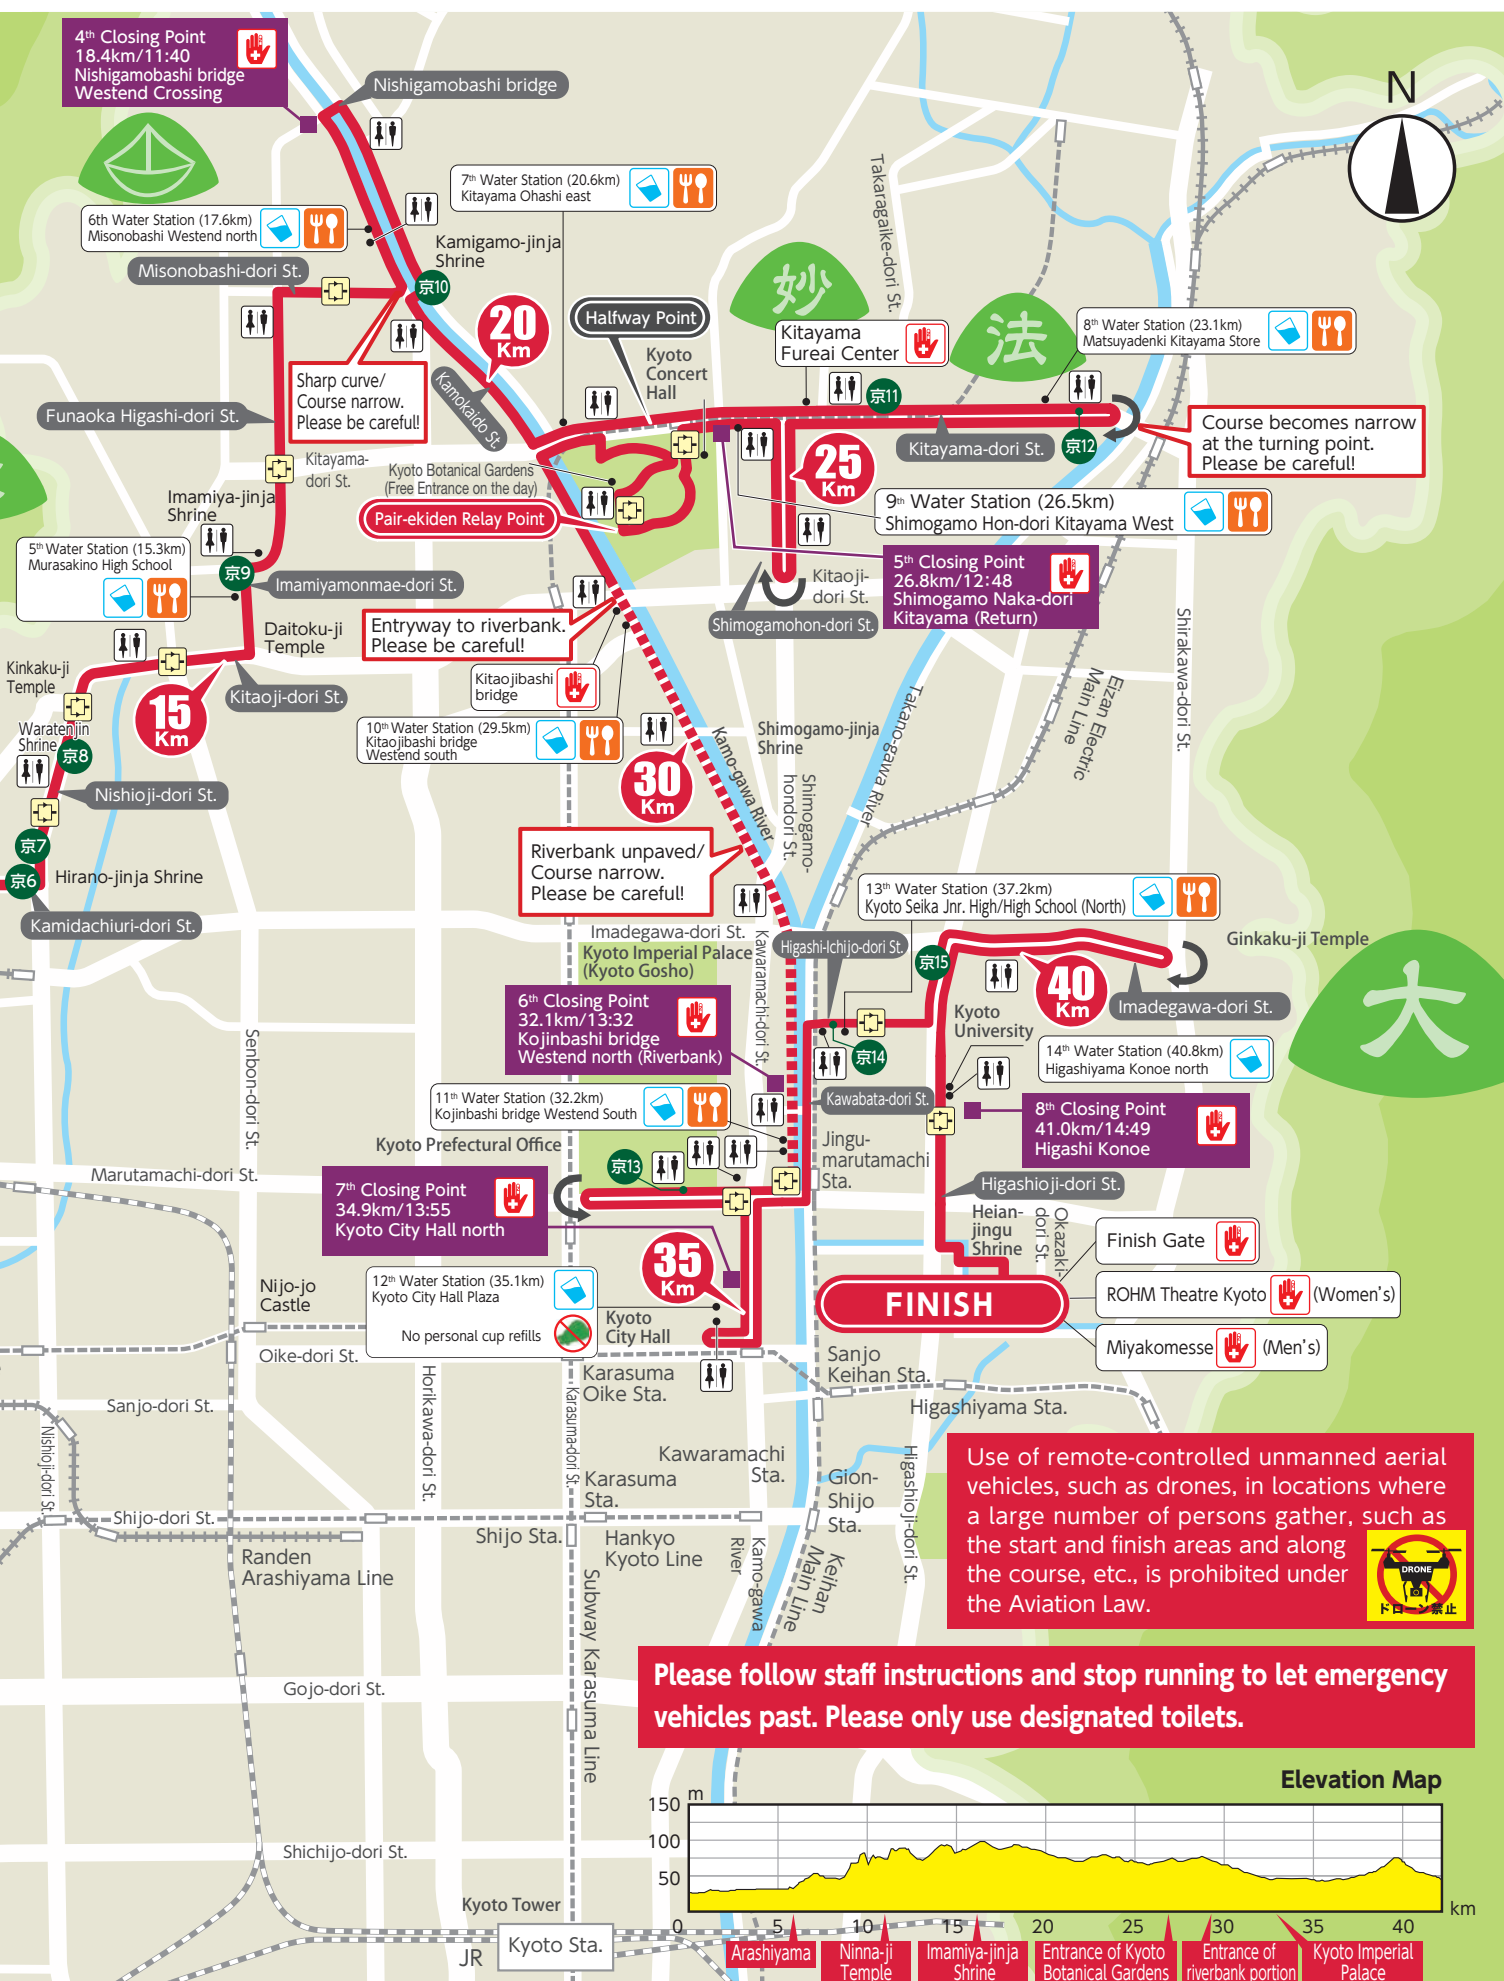 4th Closing Point
18.4km/11:40
Nishigamobashi bridge
Westend Crossing
Nishigamobashi bridge
N
7th Water Station (20.6km)
Kitayama Ohashi east
6th Water Station (17.6km)
Misonobashi Westend north
Kamigamo-jinja
Shrine
Misonobashi-dori St.
京10
Takaragaike-dori St.
妙
法
20
Km
Halfway Point
Kyoto
Concert
Hall
Kitayama
Fureai Center
8th Water Station (23.1km)
Matsuyadenki Kitayama Store
Sharp curve/
Course narrow.
Please be careful!
Kamokaido St.
Funaoka Higashi-dori St.
京11
京12
Kitayama-dori St.
Course becomes narrow
at the turning point.
Please be careful!
Kitayama-
dori St.
Kyoto Botanical Gardens
(Free Entrance on the day)
Pair-ekiden Relay Point
25
Km
Imamiya-jinja
Shrine
9th Water Station (26.5km)
Shimogamo Hon-dori Kitayama West
5th Water Station (15.3km)
Murasakino High School
京9
Imamiyamonmae-dori St.
5th Closing Point
26.8km/12:48
Shimogamo Naka-dori
Kitayama (Return)
Kitaoji-
dori St.
Shimogamohon-dori St.
Entryway to riverbank.
Please be careful!
Daitoku-ji
Temple
Kinkaku-ji
Temple
Kitaoji-dori St.
Kitaojibashi
bridge
Shirakawa-dori St.
Eizan Electric
Main Line
15
Km
Waratenjin
Shrine
京8
10th Water Station (29.5km)
Kitaojibashi bridge
Westend south
Takano-gawa River
Shimogamo-jinja
Shrine
Kamo-gawa River
30
Km
Shimogamo-
hondori St.
Nishioji-dori St.
京7
京6
Hirano-jinja Shrine
Kamidachiuri-dori St.
Riverbank unpaved/
Course narrow.
Please be careful!
13th Water Station (37.2km)
Kyoto Seika Jnr. High/High School (North)
Imadegawa-dori St.
Kyoto Imperial Palace
(Kyoto Gosho)
Kawaramachi-dori St.
Higashi-Ichijo-dori St.
京15
Ginkaku-ji Temple
大
40
Km
Imadegawa-dori St.
6th Closing Point
32.1km/13:32
Kojinbashi bridge
Westend north (Riverbank)
Kyoto
University
京14
14th Water Station (40.8km)
Higashiyama Konoe north
Senbon-dori St.
11th Water Station (32.2km)
Kojinbashi bridge Westend South
Kawabata-dori St.
8th Closing Point
41.0km/14:49
Higashi Konoe
Kyoto Prefectural Office
Jingu-
marutamachi
Sta.
京13
Marutamachi-dori St.
7th Closing Point
34.9km/13:55
Kyoto City Hall north
Higashioji-dori St.
Heian-
jingu
Shrine
Okazaki-
dori St.
Finish Gate
35
Km
ROHM Theatre Kyoto
(Women's)
Miyakomesse
(Men's)
FINISH
Nijo-jo
Castle
12th Water Station (35.1km)
Kyoto City Hall Plaza
No personal cup refills
Kyoto
City Hall
Oike-dori St.
Karasuma
Oike Sta.
Sanjo
Keihan Sta.
Higashiyama Sta.
Sanjo-dori St.
Nishioji-dori St.
Horikawa-dori St.
Karasuma-dori St.
Kawaramachi
Sta.
Karasuma
Sta.
Gion-
Shijo
Sta.
Higashioji-dori St.
Shijo-dori St.
Shijo Sta.
Hankyo
Kyoto Line
Kamo-gawa
River
Keihan
Main Line
Randen
Arashiyama Line
Use of remote-controlled unmanned aerial
vehicles, such as drones, in locations where
a large number of persons gather, such as
the start and finish areas and along
the course, etc., is prohibited under
the Aviation Law.
DRONE
ドローン禁止
Subway Karasuma Line
Gojo-dori St.
Please follow staff instructions and stop running to let emergency
vehicles past. Please only use designated toilets.
Shichijo-dori St.
Kyoto Tower
JR
Kyoto Sta.
Elevation Map
m
150
100
50
0 5 10 15 20 25 30 35 40
km
Arashiyama
Ninna-ji
Temple
Imamiya-jinja
Shrine
Entrance of Kyoto
Botanical Gardens
Entrance of
riverbank portion
Kyoto Imperial
Palace